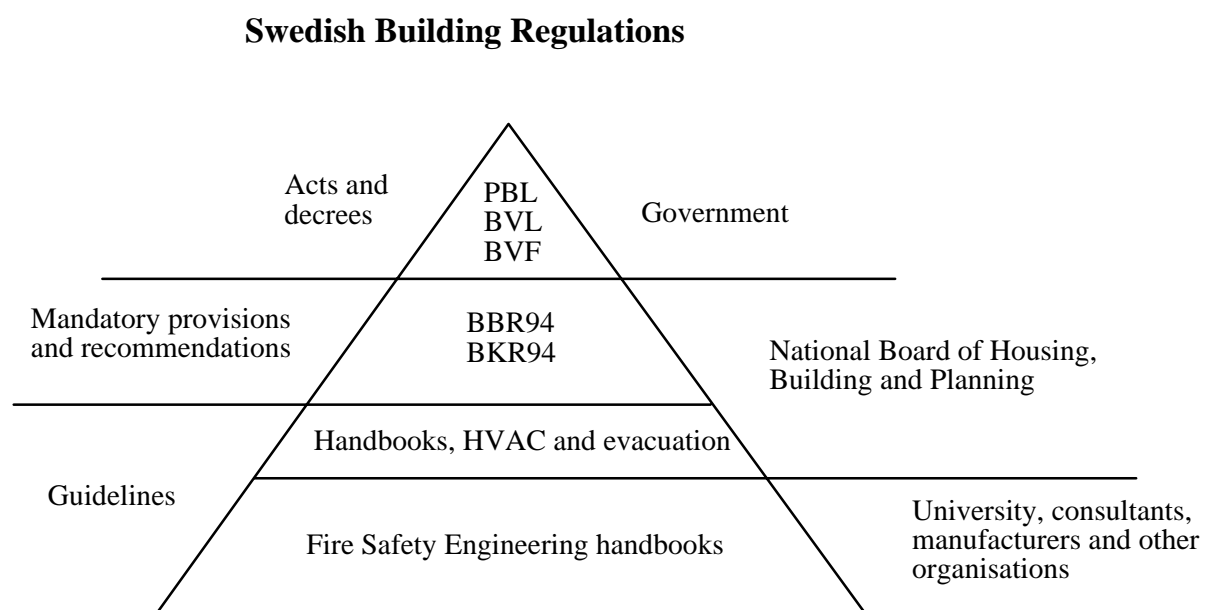 Swedish Building Regulations
Acts and
decrees
PBL
BVL
BVF
Government
Mandatory provisions
and recommendations
BBR94
BKR94
National Board of Housing,
Building and Planning
Handbooks, HVAC and evacuation
Guidelines
Fire Safety Engineering handbooks
University, consultants,
manufacturers and other
organisations